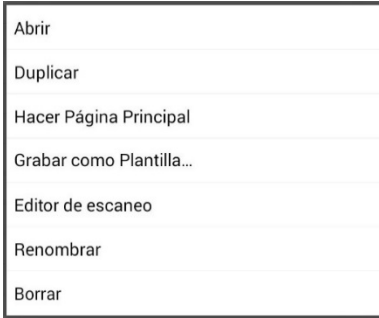 Abrir
Duplicar
Hacer Página Principal
Grabar como Plantilla...
Editor de escaneo
Renombrar
Borrar